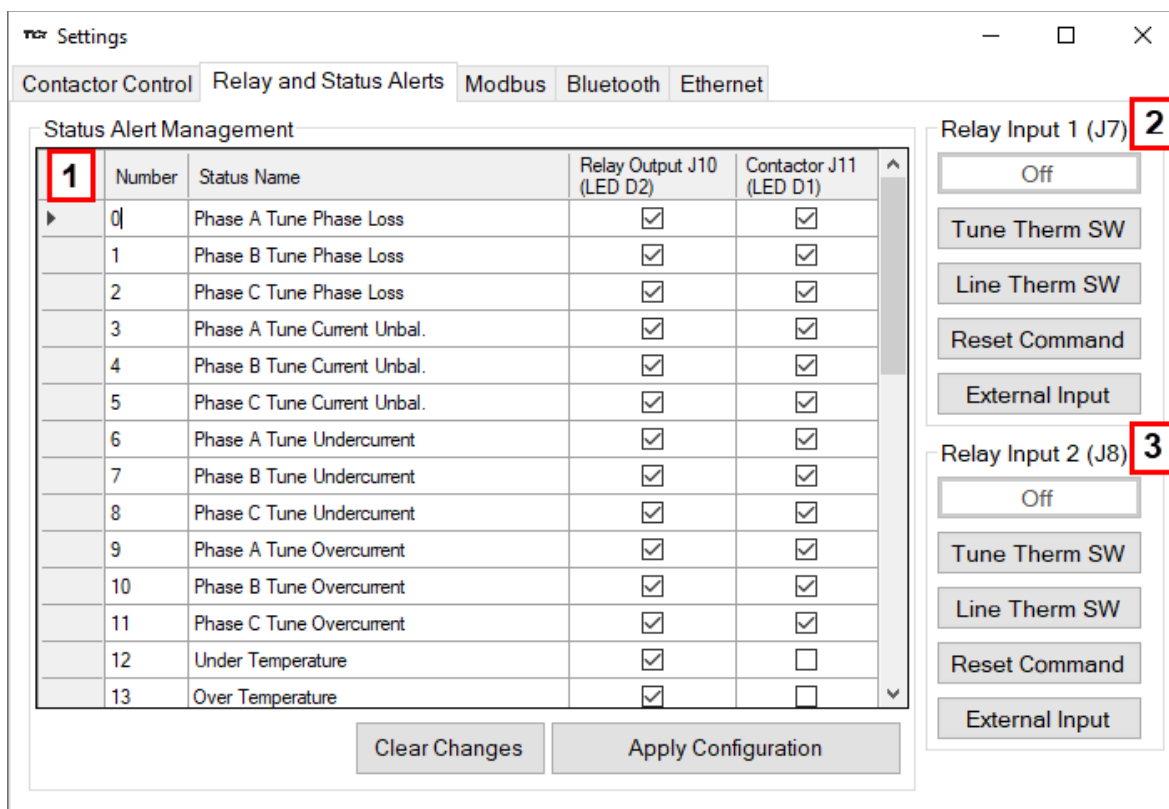 TCI Settings
Contactor Control Relay and Status Alerts Modbus Bluetooth Ethernet
Status Alert Management
1 Number Status Name Relay Output J10 (LED D2) Contactor J11 (LED D1)
0 Phase A Tune Phase Loss
1 Phase B Tune Phase Loss
2 Phase C Tune Phase Loss
3 Phase A Tune Current Unbal.
4 Phase B Tune Current Unbal.
5 Phase C Tune Current Unbal.
6 Phase A Tune Undercurrent
7 Phase B Tune Undercurrent
8 Phase C Tune Undercurrent
9 Phase A Tune Overcurrent
10 Phase B Tune Overcurrent
11 Phase C Tune Overcurrent
12 Under Temperature
13 Over Temperature
Clear Changes Apply Configuration
Relay Input 1 (J7) 2
Off
Tune Therm SW
Line Therm SW
Reset Command
External Input
Relay Input 2 (J8) 3
Off
Tune Therm SW
Line Therm SW
Reset Command
External Input